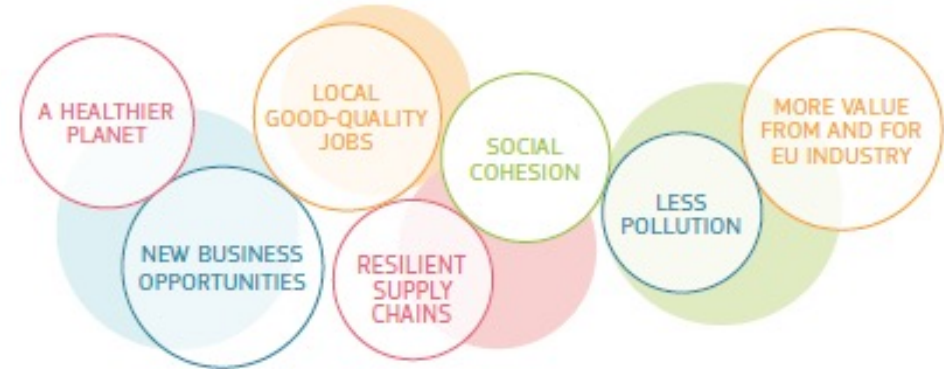 A HEALTHIER
PLANET
NEW BUSINESS
OPPORTUNITIES
LOCAL
GOOD-QUALITY
JOBS
RESILIENT
SUPPLY
CHAINS
SOCIAL
COHESION
LESS
POLLUTION
MORE VALUE
FROM AND FOR
EU INDUSTRY